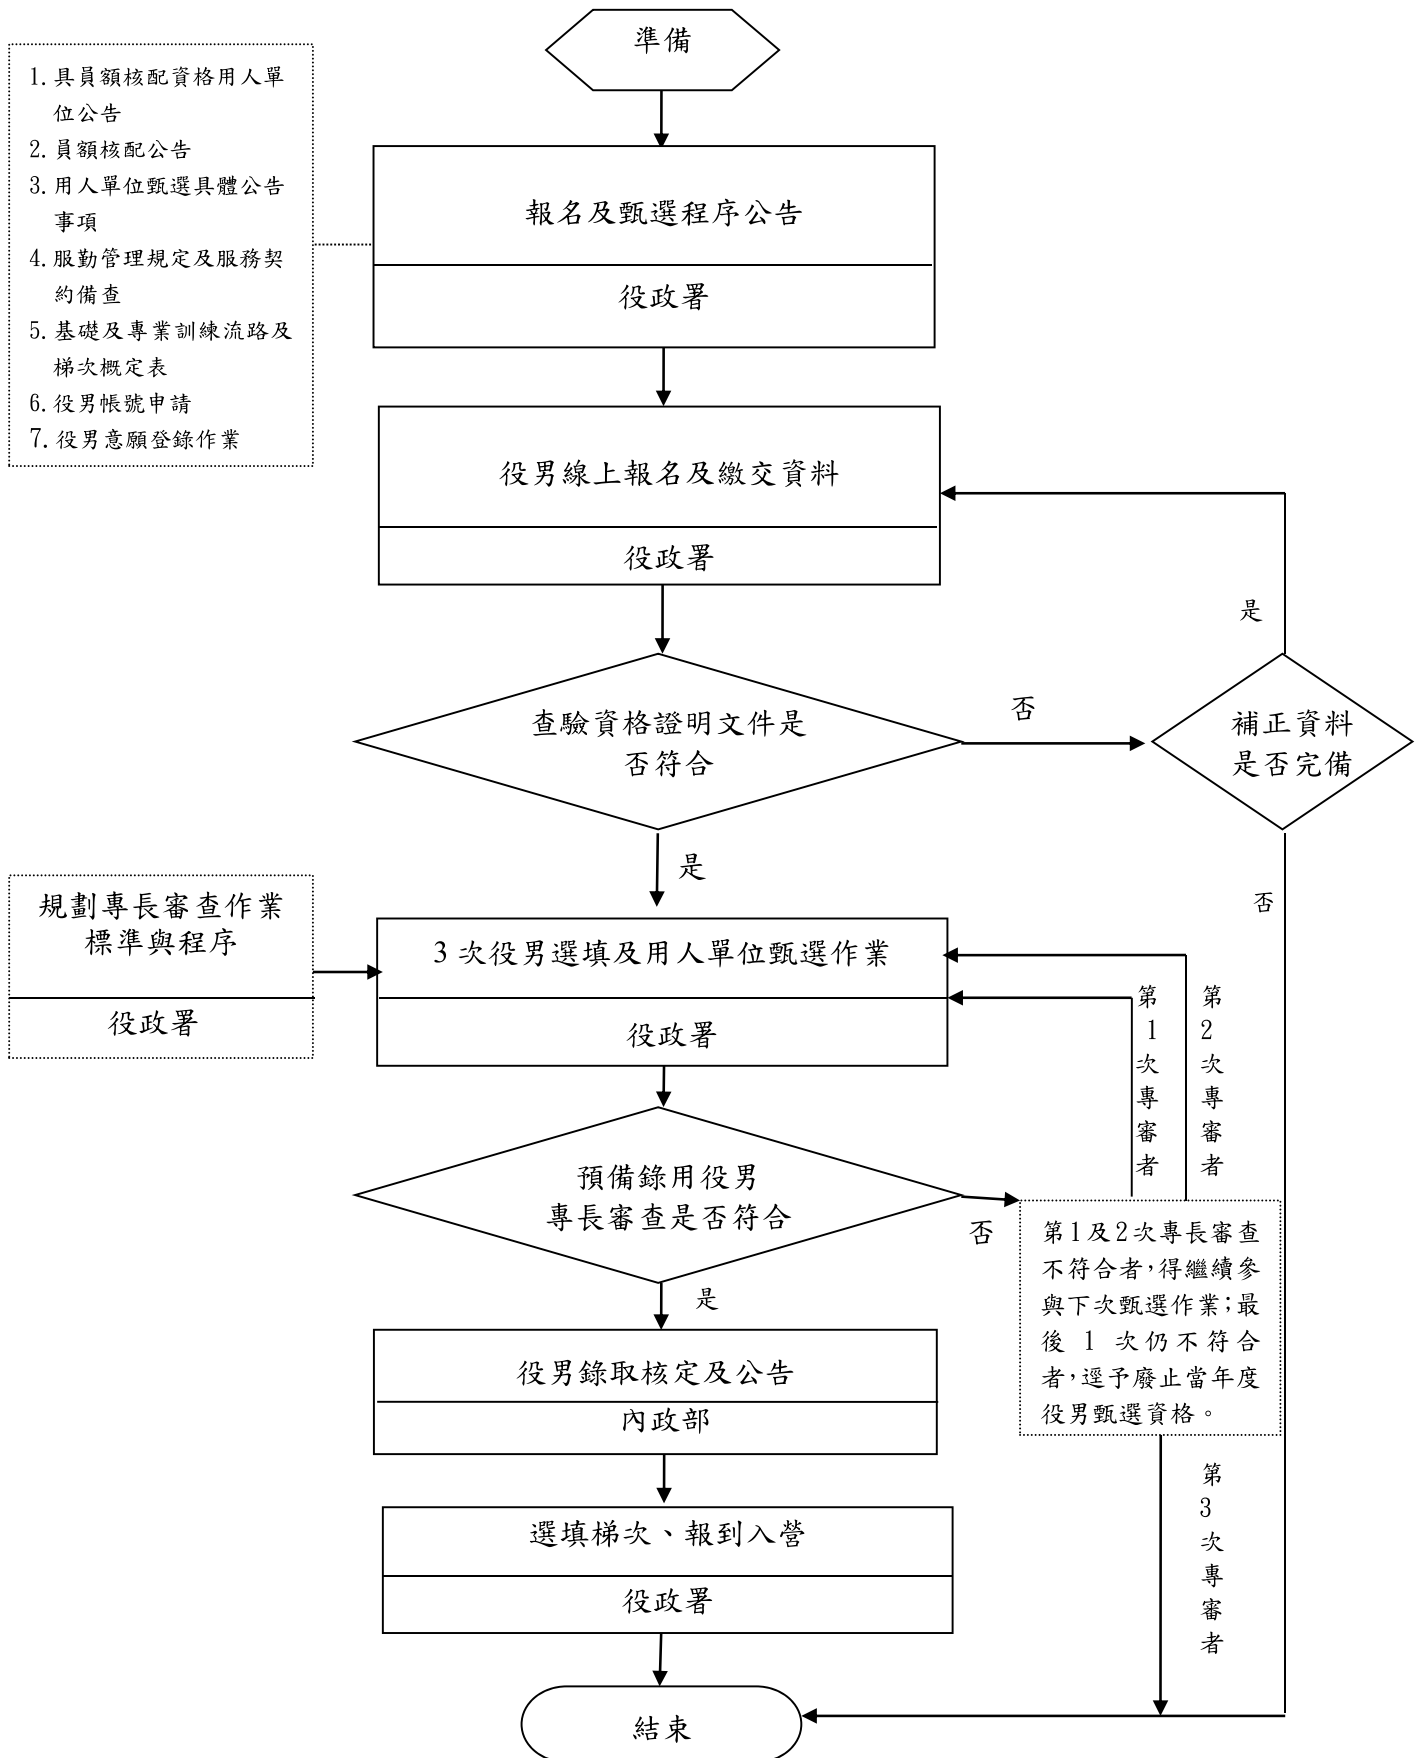 準備
1. 具員額核配資格用人單
位公告
2. 員額核配公告
3. 用人單位甄選具體公告
事項
4. 服勤管理規定及服務契
約備查
5. 基礎及專業訓練流路及
梯次概定表
6. 役男帳號申請
7. 役男意願登錄作業
報名及甄選程序公告
役政署
役男線上報名及繳交資料
役政署
是
查驗資格證明文件是
否符合
否
補正資料
是否完備
是
否
規劃專長審查作業
標準與程序
役政署
3 次役男選填及用人單位甄選作業
役政署
第1次專審者
第2次專審者
預備錄用役男
專長審查是否符合
否
是
第1及2次專長審查
不符合者，得繼續參
與下次甄選作業；最
後 1 次仍不符合
者，逕予廢止當年度
役男甄選資格。
役男錄取核定及公告
內政部
第3次專審者
選填梯次、報到入營
役政署
結束